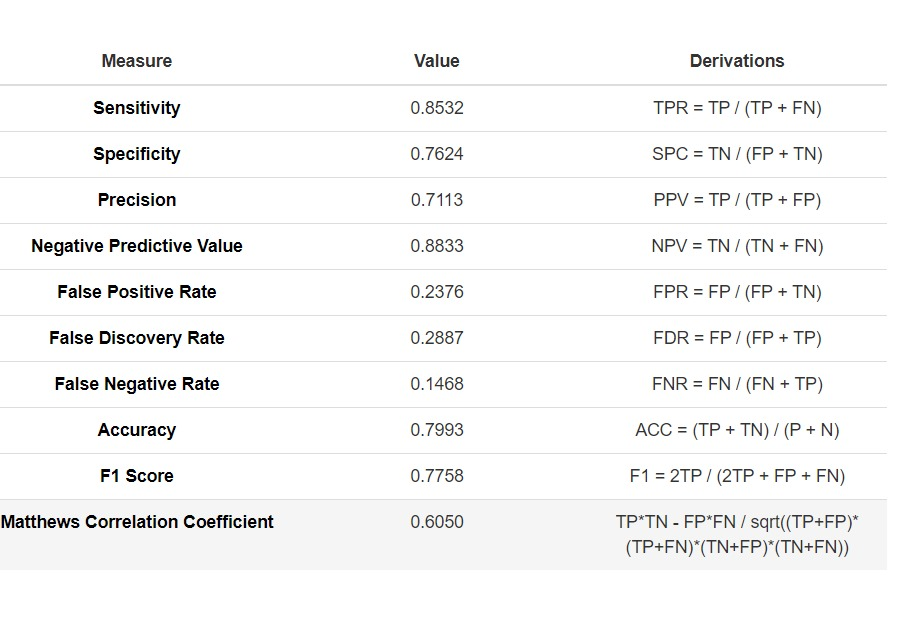 Measure Value Derivations
Sensitivity 0.8532 TPR = TP / (TP + FN)
Specificity 0.7624 SPC = TN / (FP + TN)
Precision 0.7113 PPV = TP / (TP + FP)
Negative Predictive Value 0.8833 NPV = TN / (TN + FN)
False Positive Rate 0.2376 FPR = FP / (FP + TN)
False Discovery Rate 0.2887 FDR = FP / (FP + TP)
False Negative Rate 0.1468 FNR = FN / (FN + TP)
Accuracy 0.7993 ACC = (TP + TN) / (P + N)
F1 Score 0.7758 F1 = 2TP / (2TP + FP + FN)
Matthews Correlation Coefficient 0.6050 TP*TN - FP*FN / sqrt((TP+FP)*
(TP+FN)*(TN+FP)*(TN+FN))